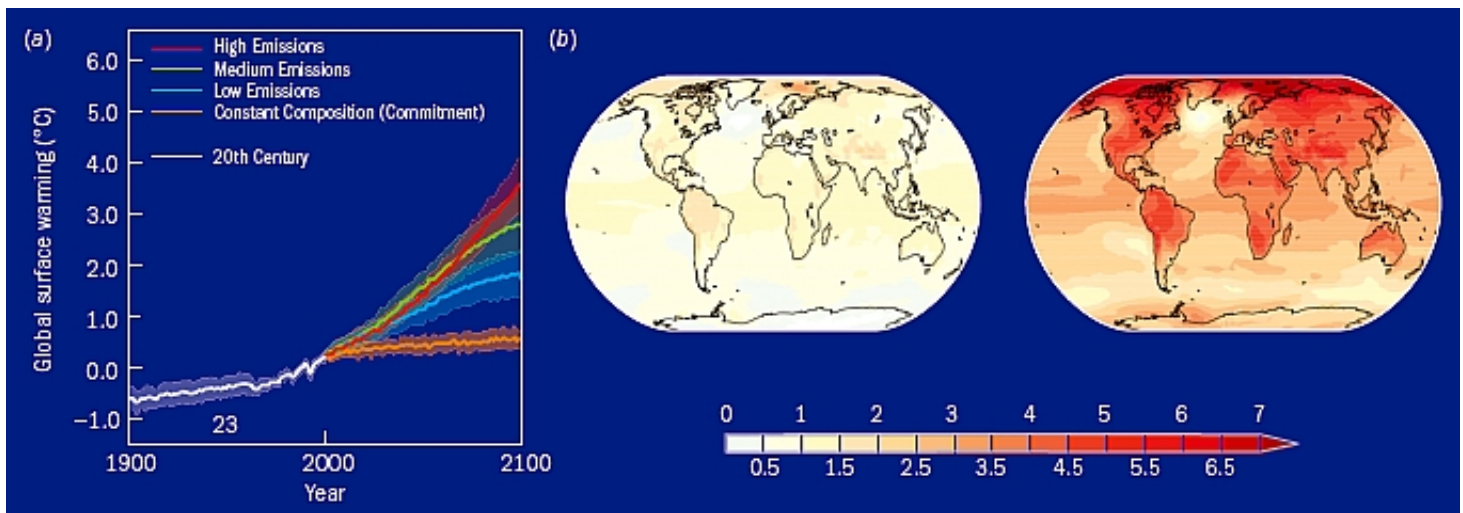 (a)
High Emissions
Medium Emissions
Low Emissions
Constant Composition (Commitment)
20th Century
Global surface warming (°C)
6.0
5.0
4.0
3.0
2.0
1.0
0.0
–1.0
23
1900
2000
2100
Year
(b)
0 1 2 3 4 5 6 7
0.5 1.5 2.5 3.5 4.5 5.5 6.5